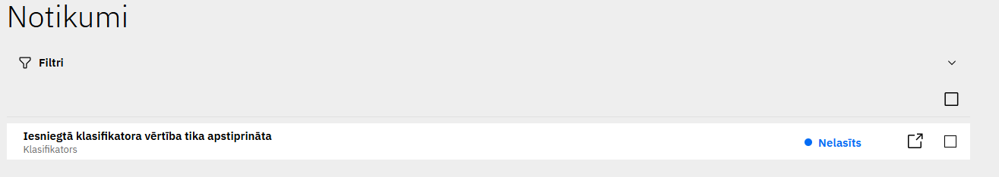 Notikumi
Filtri
Iesniegtā klasifikatora vērtība tika apstiprināta
Klasifikators
Nelasīts